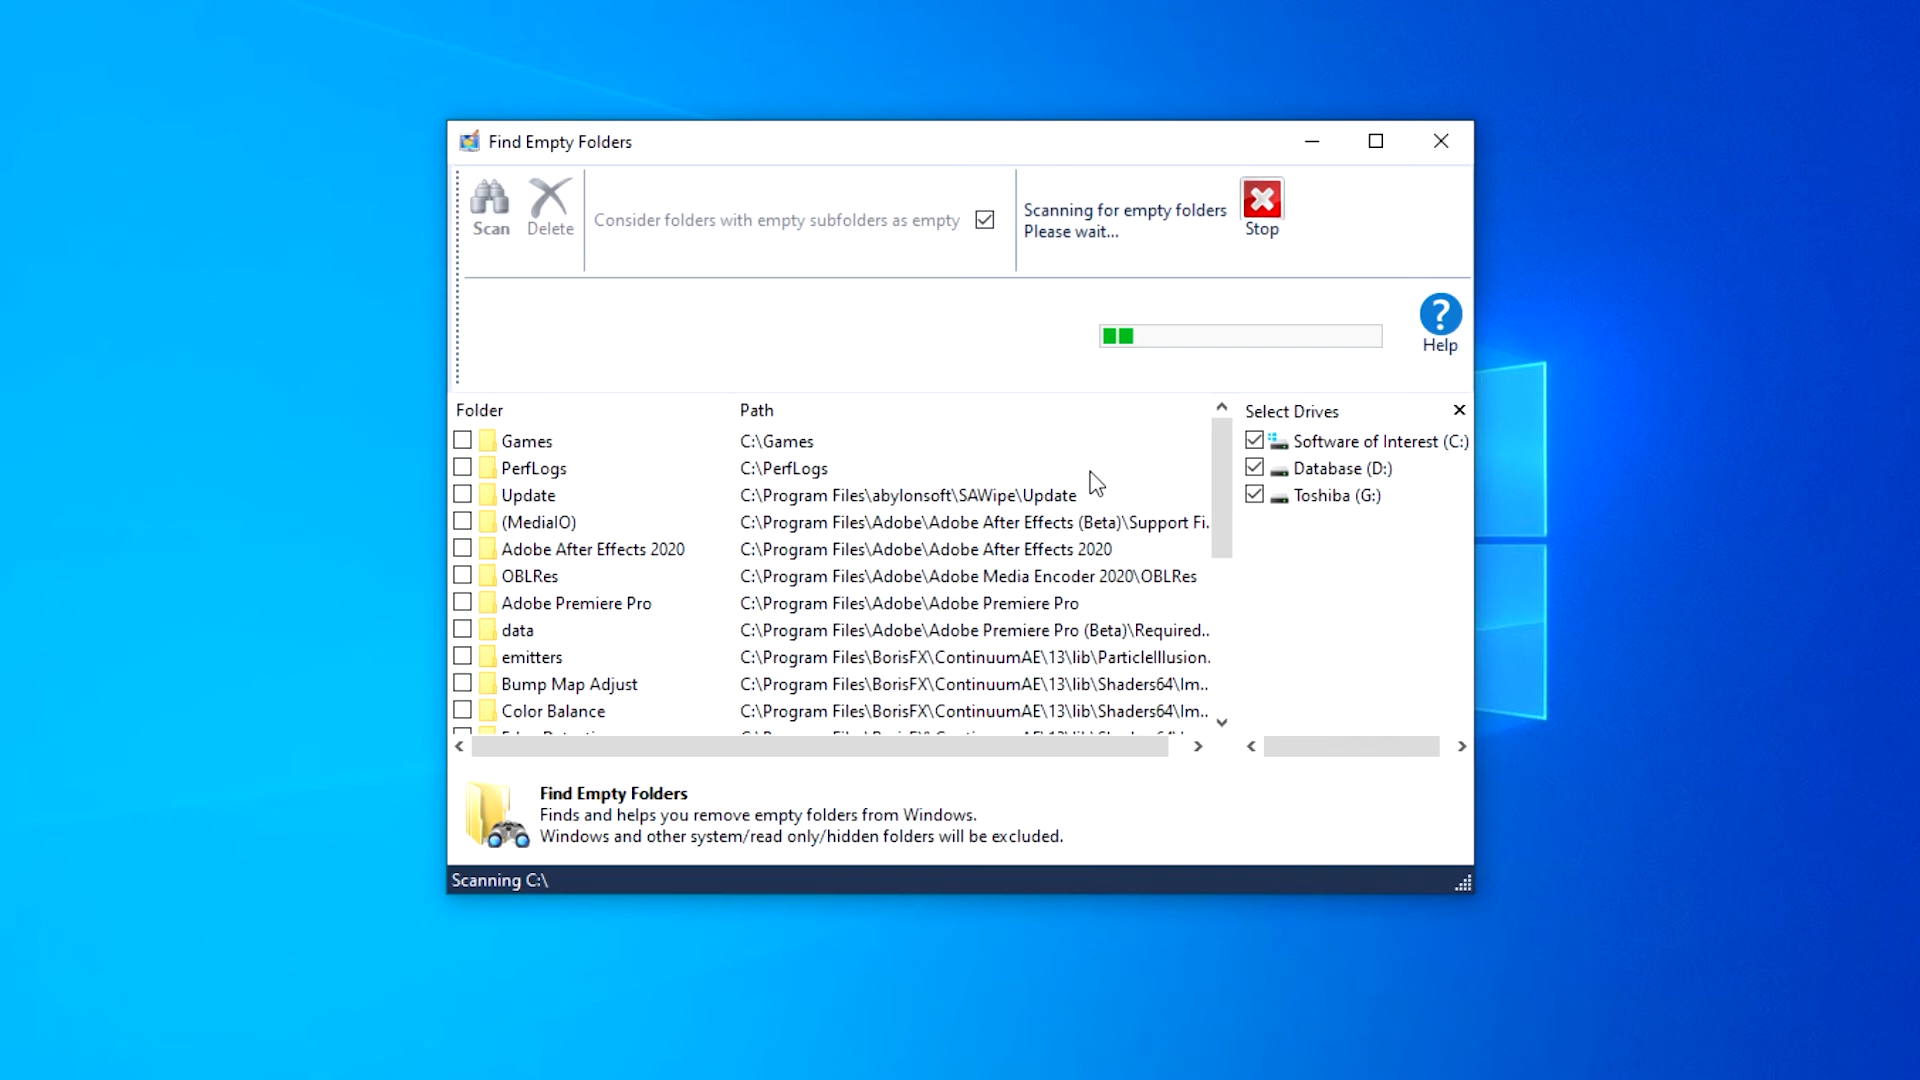 Find Empty Folders
Scan
Delete
Consider folders with empty subfolders as empty
Scanning for empty folders
Please wait...
Stop
Help
Folder Path
Games C:\Games
PerfLogs C:\PerfLogs
Update C:\Program Files\abylonsoft\SAWipe\Update
(MediaIO) C:\Program Files\Adobe\Adobe After Effects (Beta)\Support Fi.
Adobe After Effects 2020 C:\Program Files\Adobe\Adobe After Effects 2020
OBLRes C:\Program Files\Adobe\Adobe Media Encoder 2020\OBLRes
Adobe Premiere Pro C:\Program Files\Adobe\Adobe Premiere Pro
data C:\Program Files\Adobe\Adobe Premiere Pro (Beta)\Required..
emitters C:\Program Files\BorisFX\ContinuumAE\13\lib\ParticleIllusion.
Bump Map Adjust C:\Program Files\BorisFX\ContinuumAE\13\lib\Shaders64\Im..
Color Balance C:\Program Files\BorisFX\ContinuumAE\13\lib\Shaders64\Im..
Select Drives
Software of Interest (C:)
Database (D:)
Toshiba (G:)
Find Empty Folders
Finds and helps you remove empty folders from Windows.
Windows and other system/read only/hidden folders will be excluded.
Scanning C:\